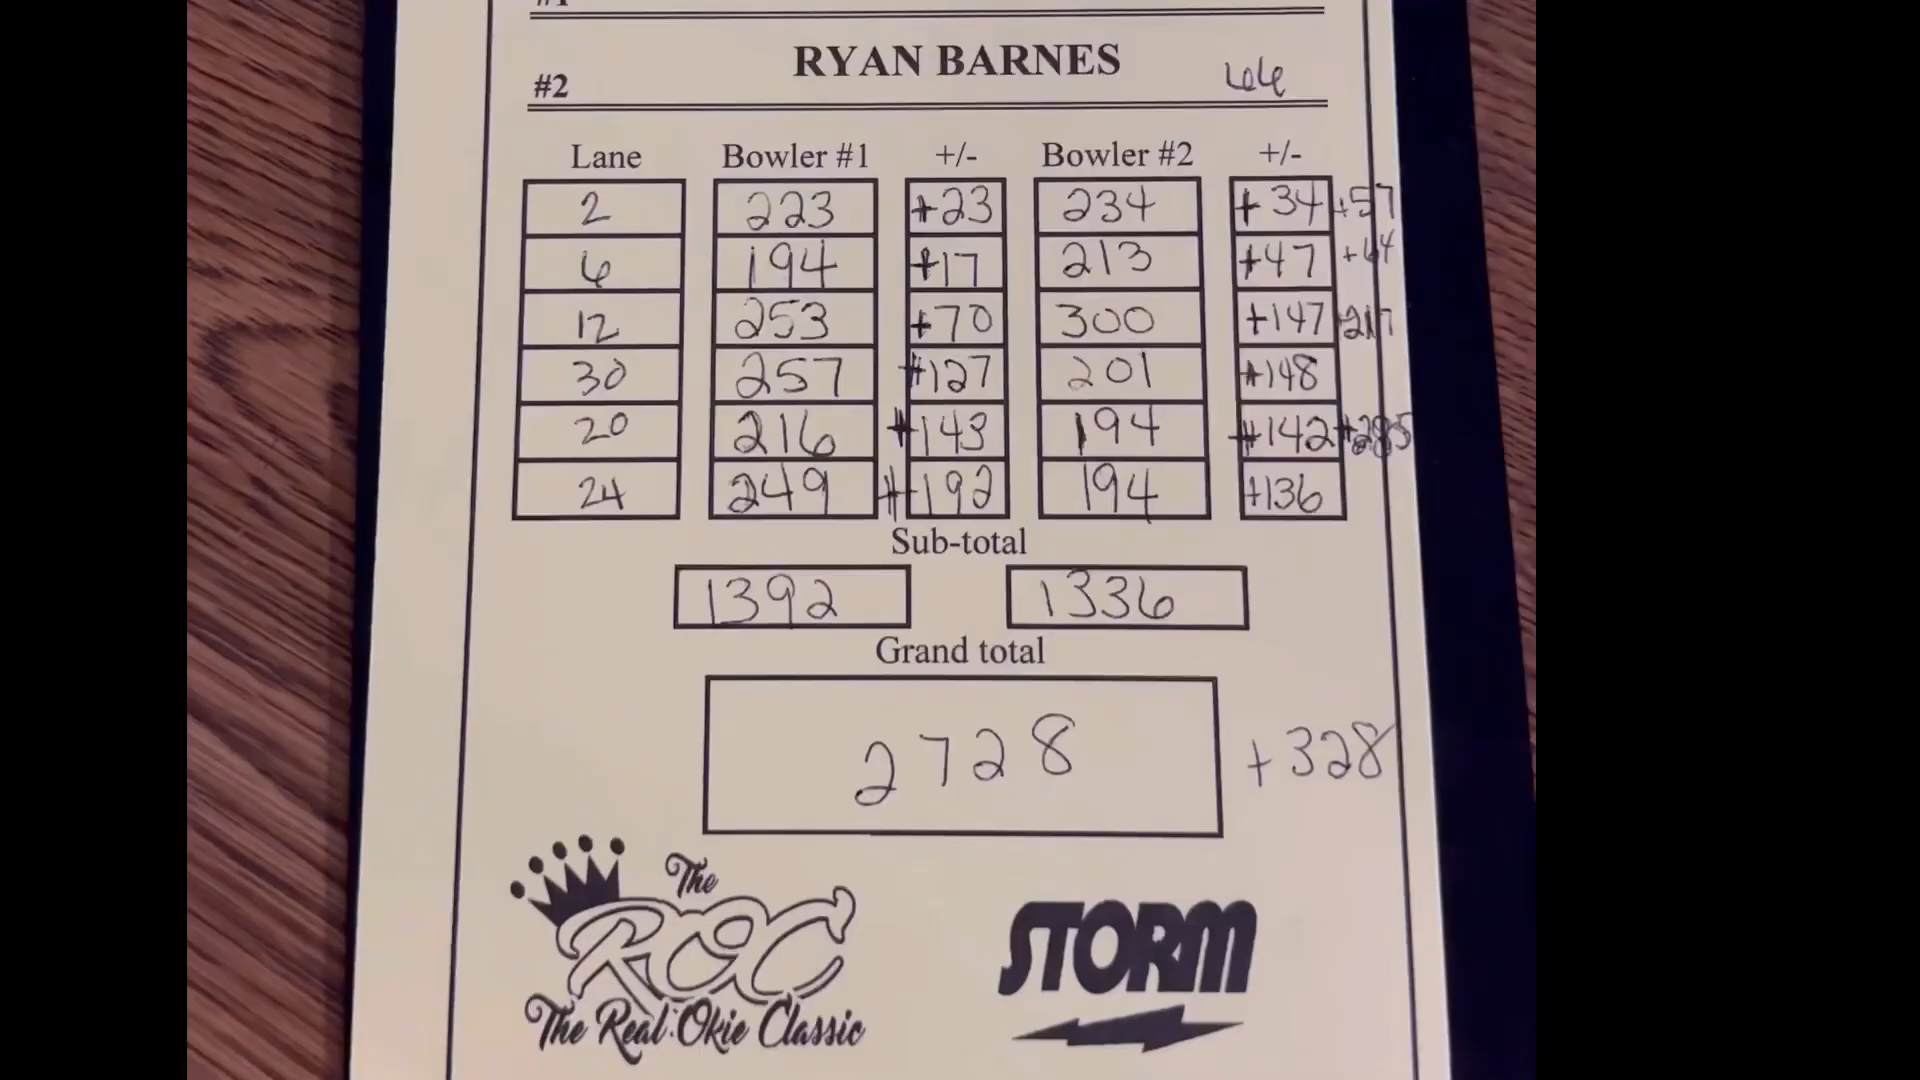 #1
RYAN BARNES
#2 66
Lane Bowler #1 +/- Bowler #2 +/-
2 223 +23 234 +34 +57
6 194 +17 213 +47 +64
12 253 +70 300 +147 +217
30 257 +127 201 +148
20 216 +143 194 +142 +285
24 249 +192 194 +136
Sub-total
1392 1336
Grand total
2728 +328
The
ROC
The Real Okie Classic
STORM